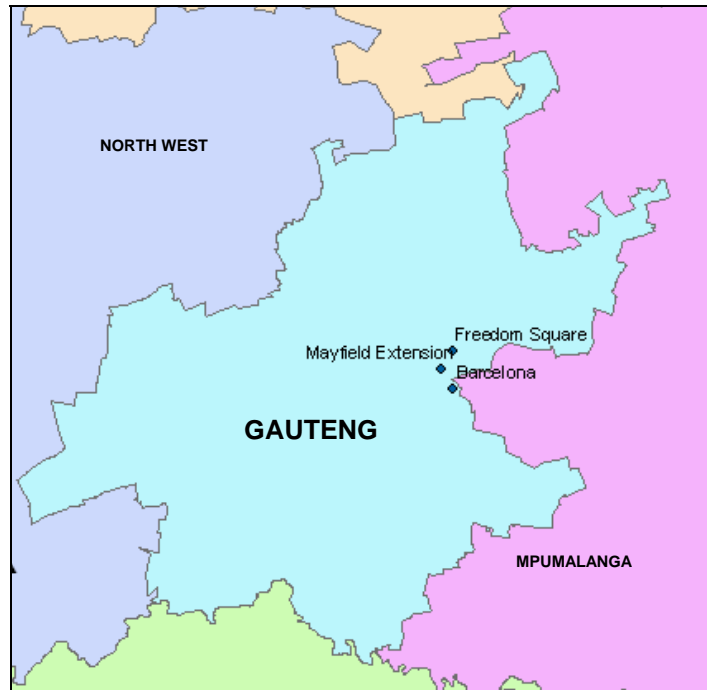 NORTH WEST
Freedom Square
Mayfield Extension
Barcelona
GAUTENG
MPUMALANGA